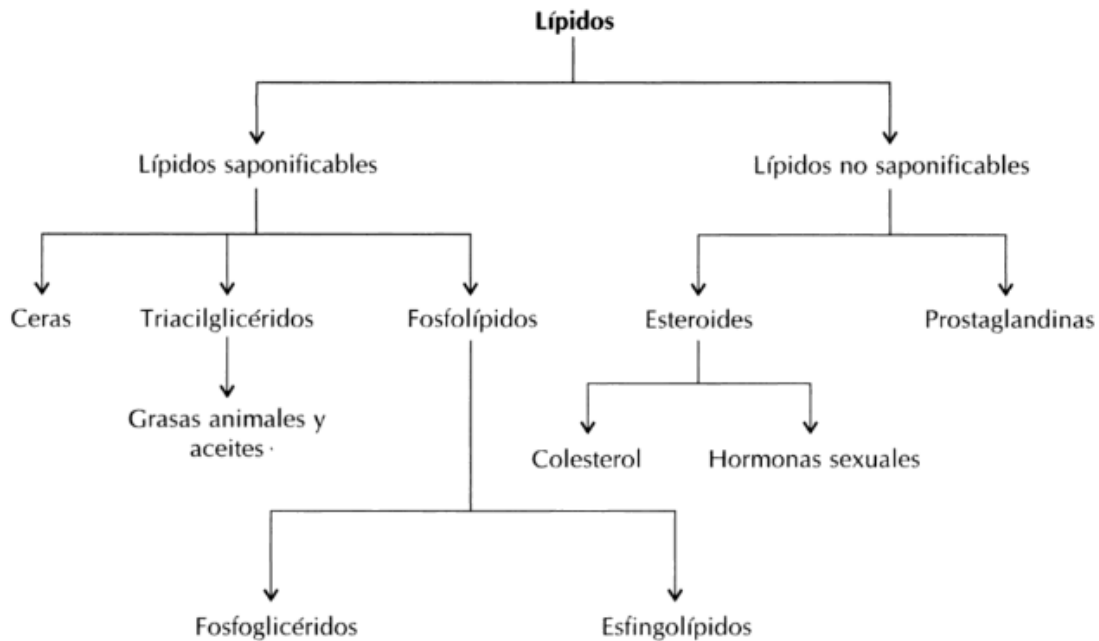 Lípidos
Lípidos saponificables
Lípidos no saponificables
Ceras
Triacilglicéridos
Fosfolípidos
Esteroides
Prostaglandinas
Grasas animales y
aceites
Colesterol
Hormonas sexuales
Fosfoglicéridos
Esfingolípidos